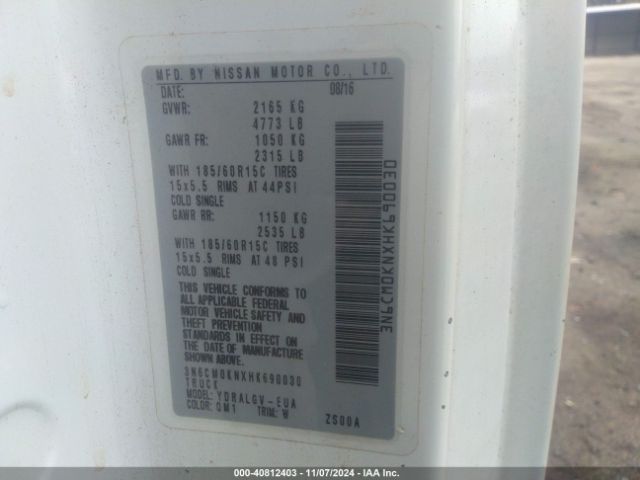 MFD. BY NISSAN MOTOR CO., LTD.
DATE: 08/16
GVWR: 2165 KG
4773 LB
GAWR FR: 1050 KG
2315 LB
WITH 185/60R15C TIRES
15x5.5 RIMS AT 44PSI
COLD SINGLE
GAWR RR: 1150 KG
2535 LB
WITH 185/60R15C TIRES
15x5.5 RIMS AT 48 PSI
COLD SINGLE
THIS VEHICLE CONFORMS TO
ALL APPLICABLE FEDERAL
MOTOR VEHICLE SAFETY AND
THEFT PREVENTION
STANDARDS IN EFFECT ON
THE DATE OF MANUFACTURE
SHOWN ABOVE.
3N6CM0KNXHK690030
TRUCK
MODEL: YDRALGV-EUA
COLOR: QM1 TRIM: W ZS00A
3N6CM0KNXHK690030
000-40812403 - 11/07/2024 - IAA Inc.